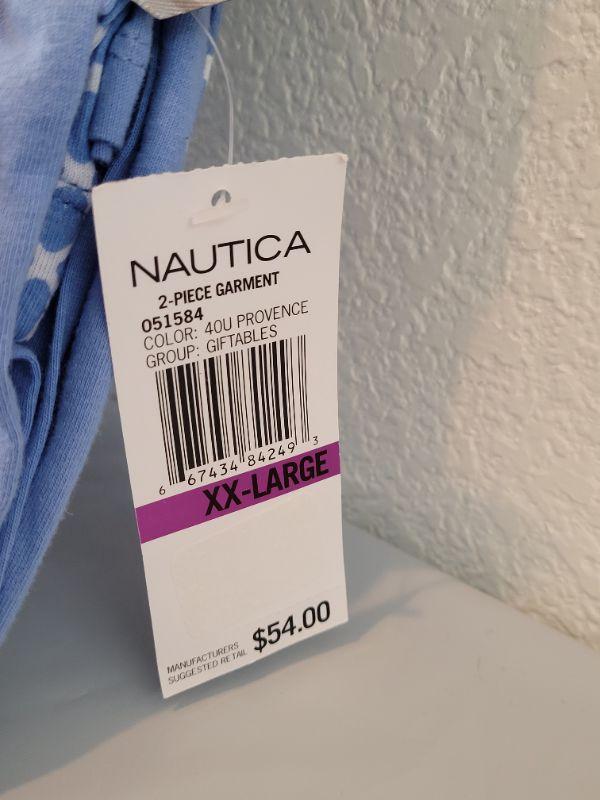 NAUTICA
2-PIECE GARMENT
051584
COLOR: 40U PROVENCE
GROUP: GIFTABLES
6 67434 84249 3
XX-LARGE
MANUFACTURERS
SUGGESTED RETAIL $54.00